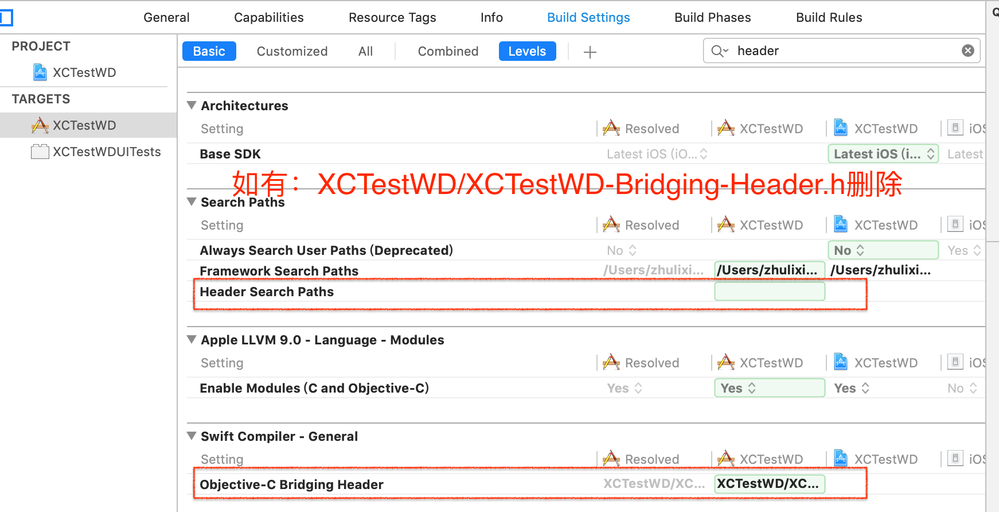 General Capabilities Resource Tags Info Build Settings Build Phases Build Rules
PROJECT
XCTestWD
TARGETS
XCTestWD
XCTestWDUITests
Basic Customized All Combined Levels + header
Architectures
Setting Resolved XCTestWD XCTestWD iOS
Base SDK Latest iOS (iO... Latest iOS (i... Latest
如有：XCTestWD/XCTestWD-Bridging-Header.h删除
Search Paths
Setting Resolved XCTestWD XCTestWD iOS
Always Search User Paths (Deprecated) No No Yes
Framework Search Paths /Users/zhulixi... /Users/zhulixi... /Users/zhulixi...
Header Search Paths
Apple LLVM 9.0 - Language - Modules
Setting Resolved XCTestWD XCTestWD iOS
Enable Modules (C and Objective-C) Yes Yes Yes No
Swift Compiler - General
Setting Resolved XCTestWD XCTestWD iOS
Objective-C Bridging Header XCTestWD/XC... XCTestWD/XC...